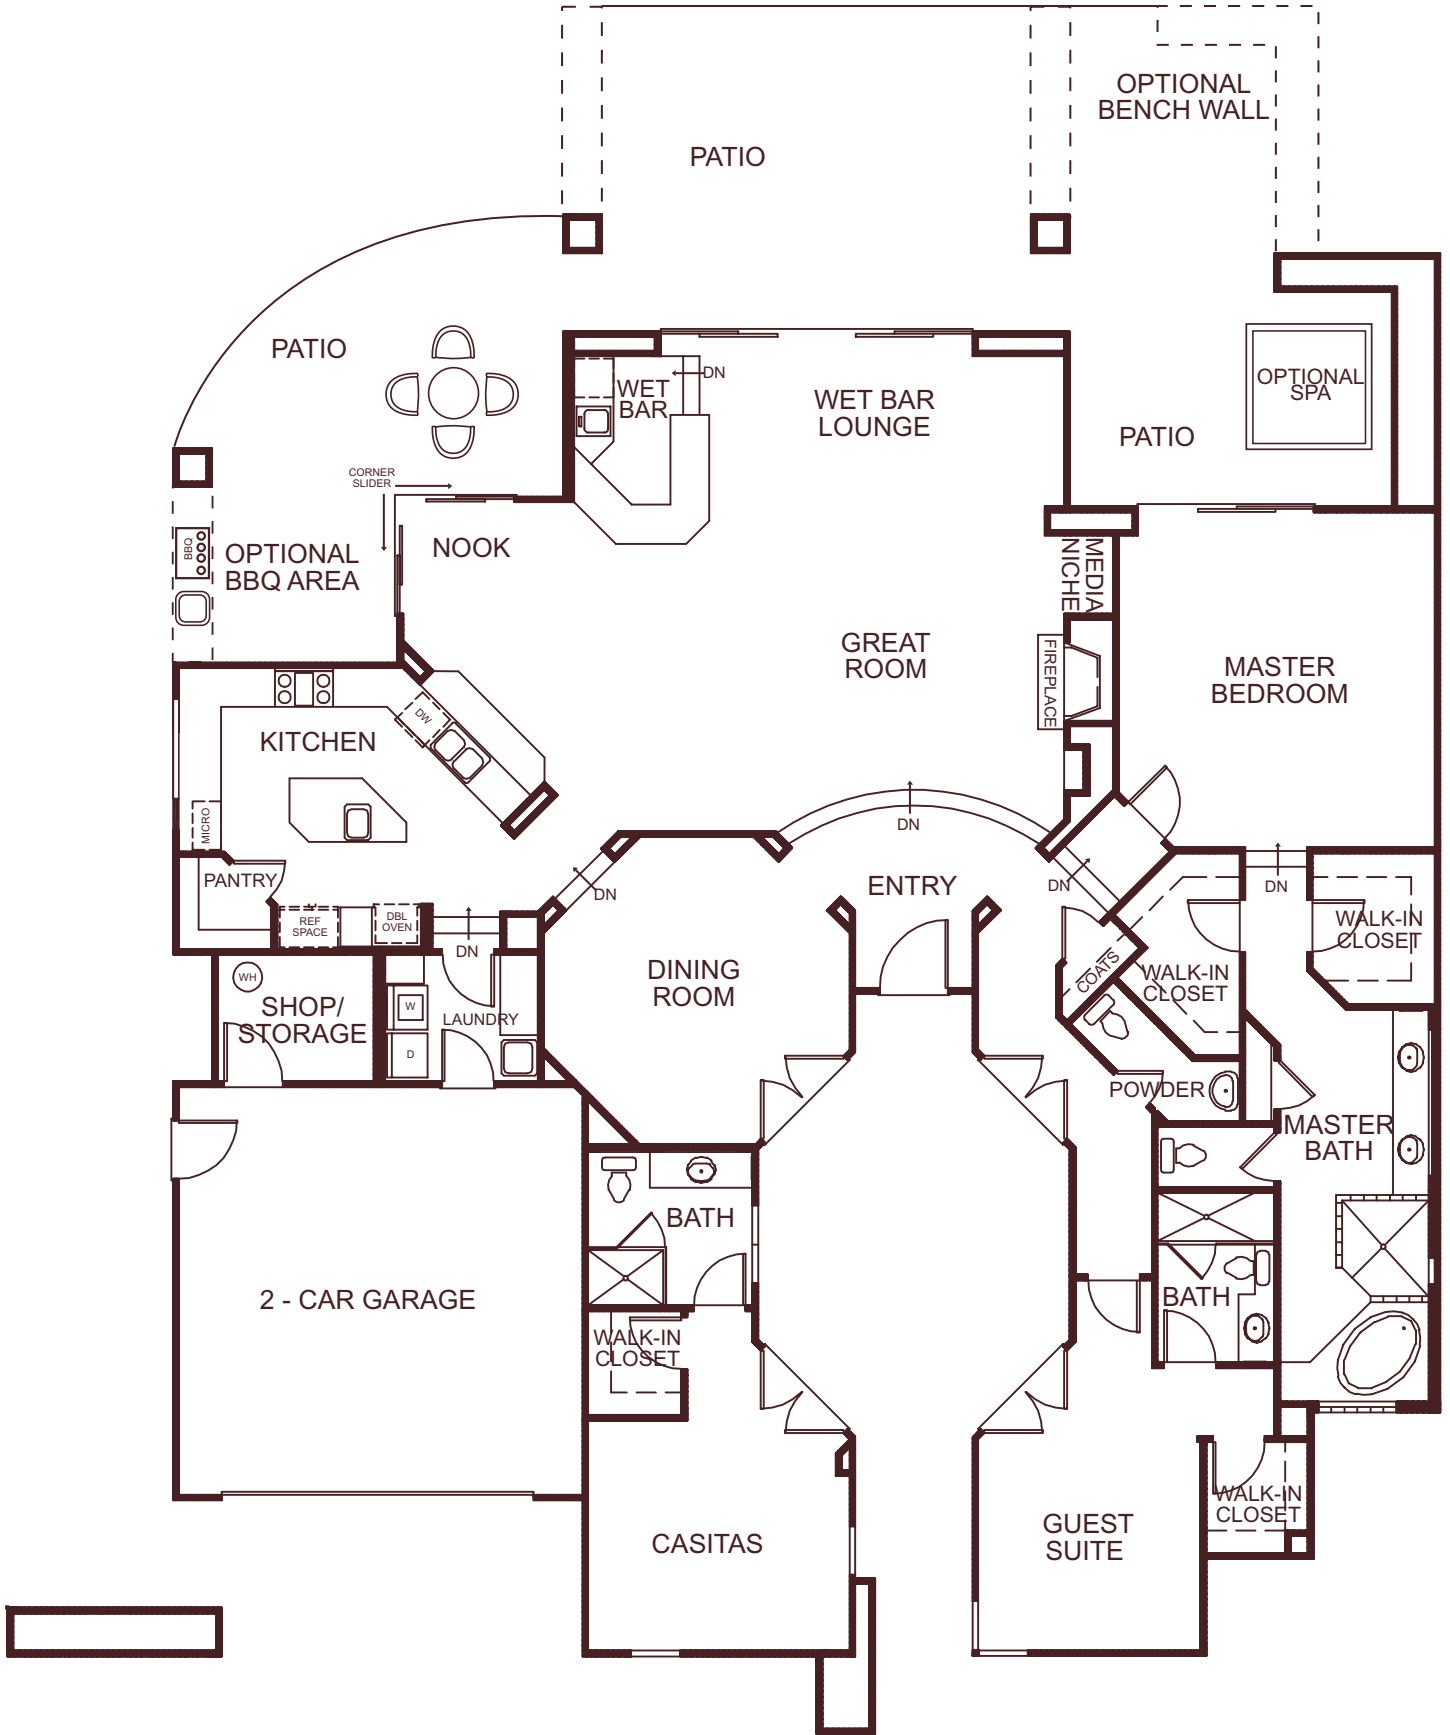 OPTIONAL
BENCH WALL
PATIO
PATIO
WET
BAR
DN
WET BAR
LOUNGE
OPTIONAL
SPA
PATIO
CORNER
SLIDER
BBQ
OPTIONAL
BBQ AREA
NOOK
MEDIA
NICHE
GREAT
ROOM
FIREPLACE
MASTER
BEDROOM
DW
KITCHEN
MICRO
DN
PANTRY
DN
ENTRY
DN
DN
REF
SPACE
DBL
OVEN
DN
WALK-IN
CLOSET
WH
DINING
ROOM
COATS
WALK-IN
CLOSET
SHOP/
STORAGE
W
LAUNDRY
D
POWDER
MASTER
BATH
BATH
2 - CAR GARAGE
BATH
WALK-IN
CLOSET
WALK-IN
CLOSET
CASITAS
GUEST
SUITE